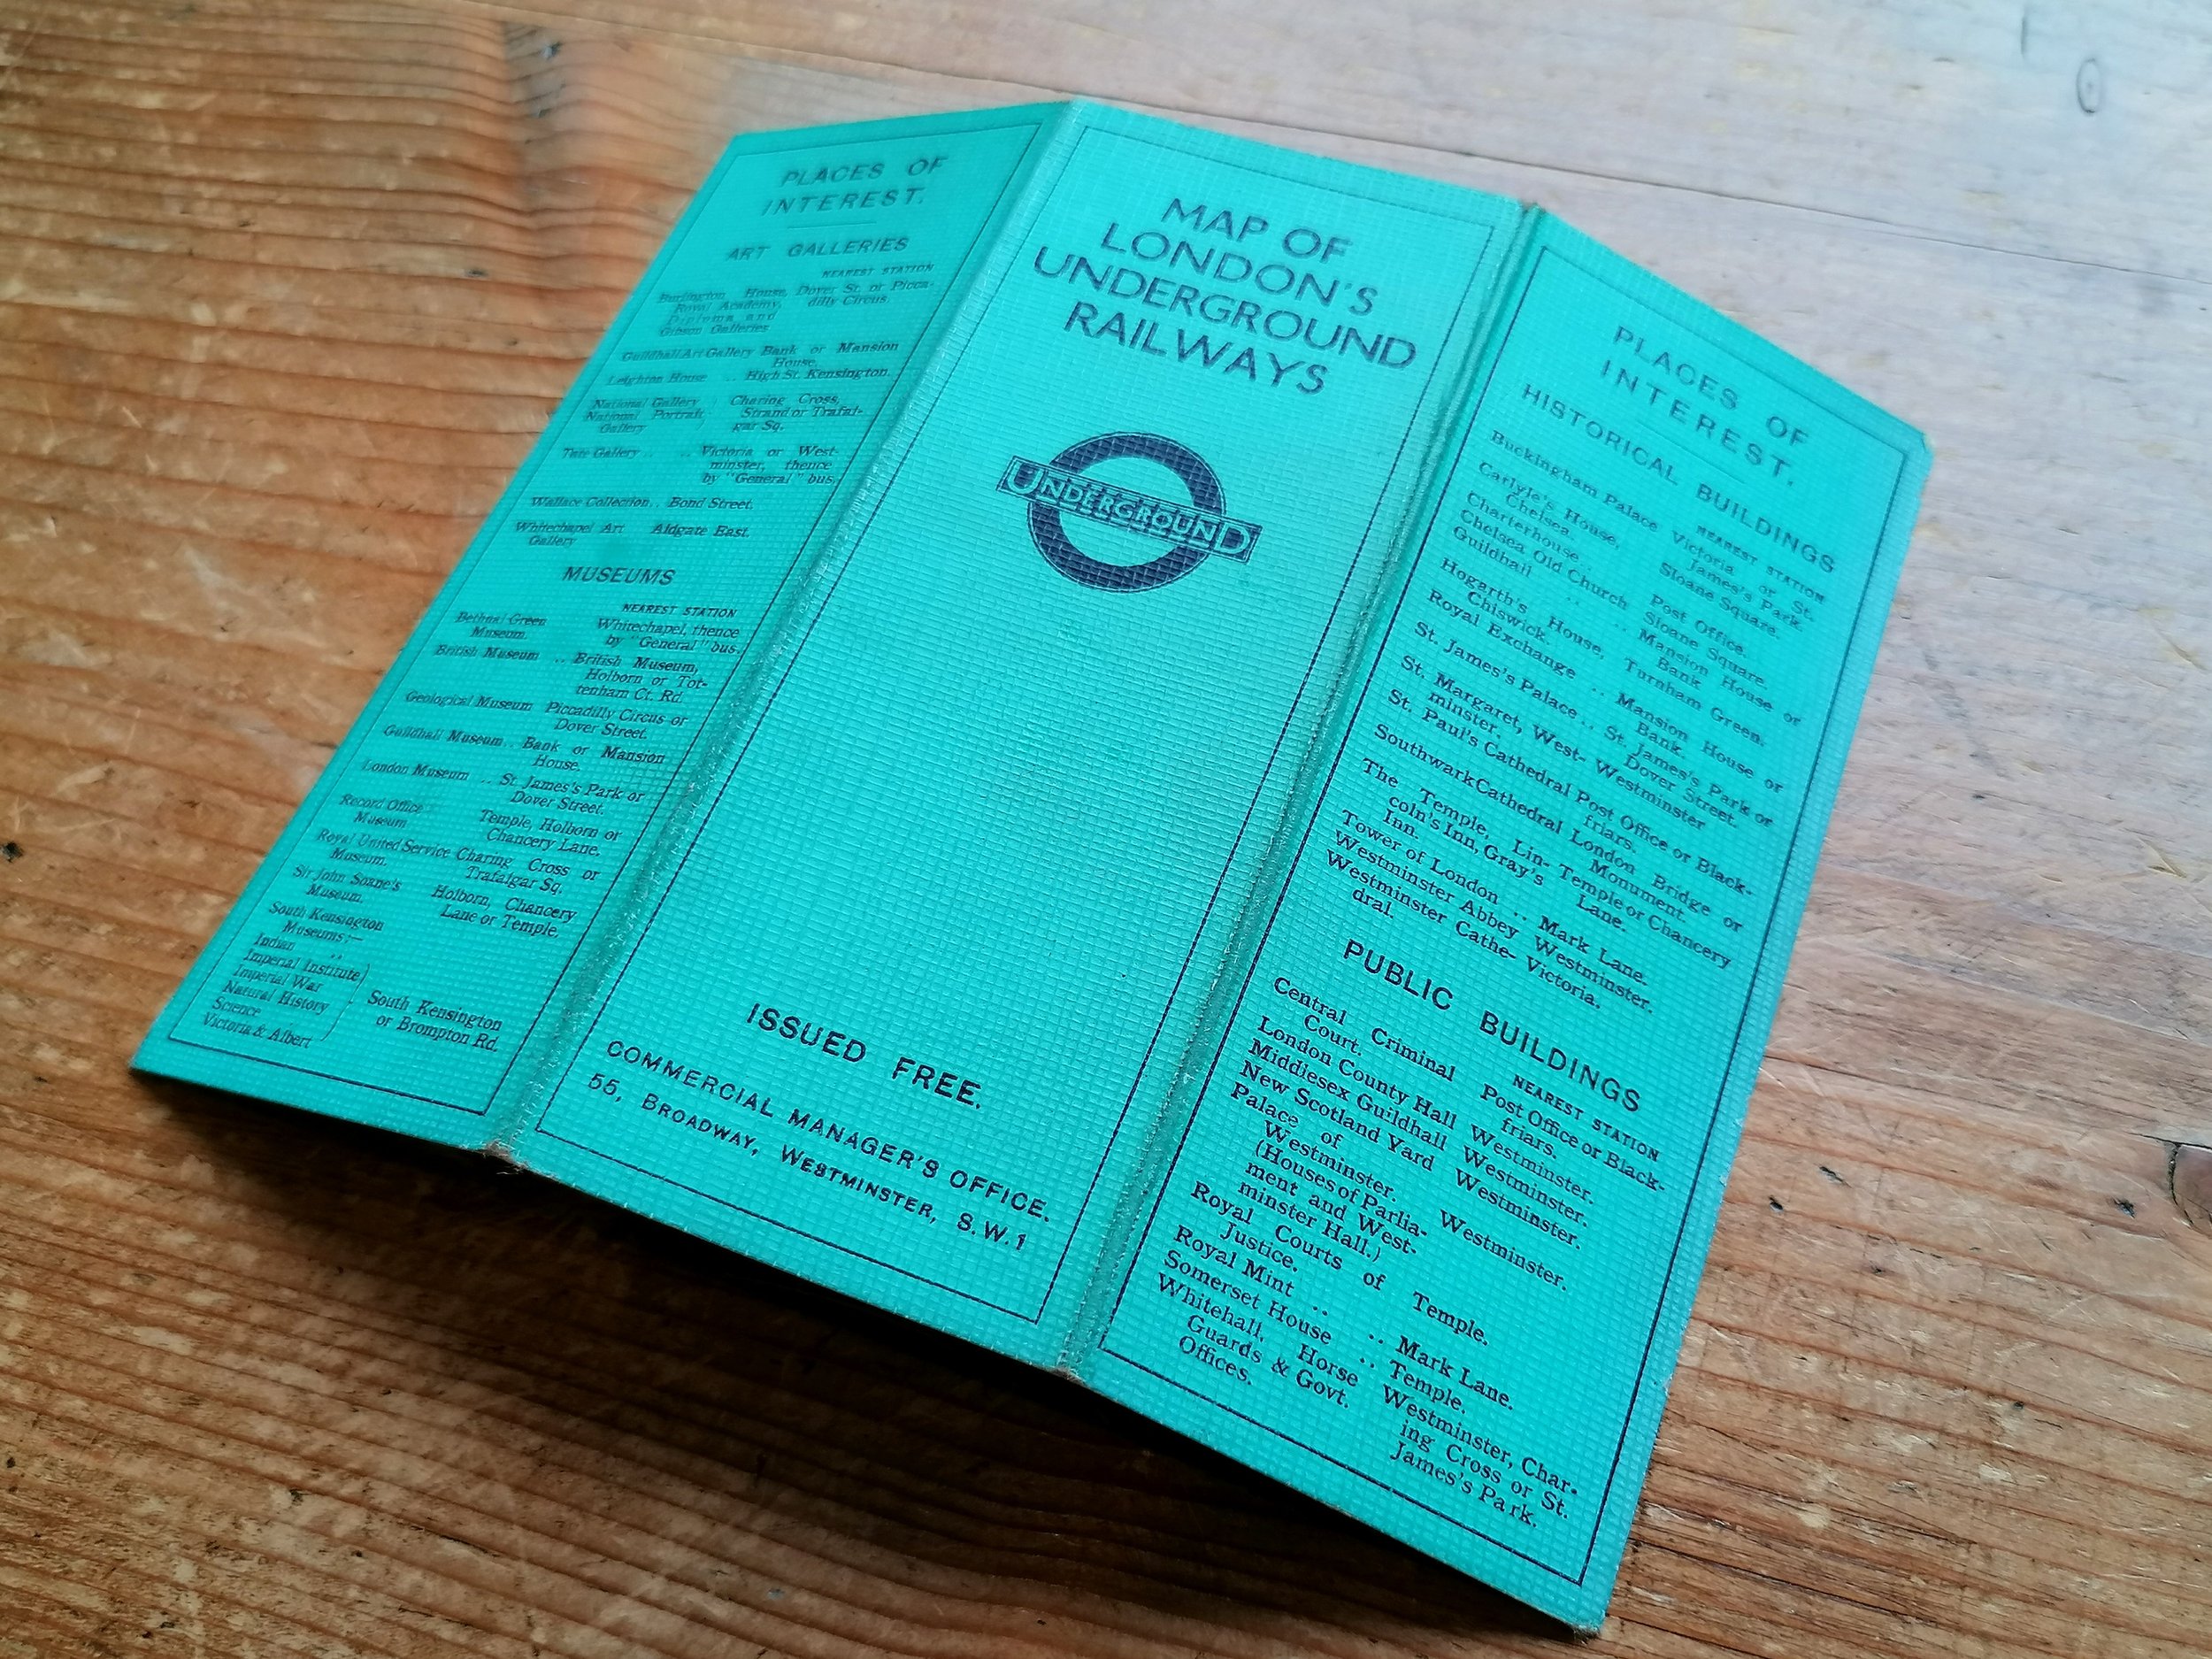 PLACES OF
INTEREST.
ART GALLERIES
NEAREST STATION
Burlington House, Dover St. or Picca-
Royal Academy, dilly Circus.
Diploma and
Gibson Galleries
Guildhall Art Gallery Bank or Mansion
House.
Leighton House .. High St. Kensington.
National Gallery Charing Cross,
National Portrait Strand or Trafal-
Gallery gar Sq.
Tate Gallery .. .. Victoria or West-
minster, thence
by "General" bus.
Wallace Collection .. Bond Street.
Whitechapel Art Aldgate East.
Gallery
MUSEUMS
NEAREST STATION
Bethnal Green Whitechapel, thence
Museum. by "General" bus.
British Museum .. British Museum,
Holborn or Tot-
tenham Ct. Rd.
Geological Museum Piccadilly Circus or
Dover Street.
Guildhall Museum .. Bank or Mansion
House.
London Museum .. St. James's Park or
Dover Street.
Record Office Temple, Holborn or
Museum Chancery Lane.
Royal United Service Charing Cross or
Museum. Trafalgar Sq.
Sir John Soane's Holborn, Chancery
Museum. Lane or Temple.
South Kensington
Museums:—
Indian ..
Imperial Institute
Imperial War
Natural History South Kensington
Science or Brompton Rd.
Victoria & Albert
MAP OF
LONDON'S
UNDERGROUND
RAILWAYS
UNDERGROUND
ISSUED FREE.
COMMERCIAL MANAGER'S OFFICE.
55, BROADWAY, WESTMINSTER, S.W.1
PLACES OF
INTEREST.
HISTORICAL BUILDINGS
NEAREST STATION
Buckingham Palace Victoria or St.
James's Park.
Carlyle's House, Sloane Square.
Chelsea.
Charterhouse .. Post Office.
Chelsea Old Church Sloane Square.
Guildhall .. .. Mansion House or
Bank
Hogarth's House, Turnham Green.
Chiswick.
Royal Exchange .. Mansion House or
Bank.
St. James's Palace .. St. James's Park or
Dover Street.
St. Margaret, West- Westminster
minster.
St. Paul's Cathedral Post Office or Black-
friars.
Southwark Cathedral London Bridge or
Monument.
The Temple, Lin- Temple or Chancery
coln's Inn, Gray's Lane.
Inn.
Tower of London .. Mark Lane.
Westminster Abbey Westminster.
Westminster Cathe- Victoria.
dral.
PUBLIC BUILDINGS
NEAREST STATION
Central Criminal Post Office or Black-
Court. friars.
London County Hall Westminster.
Middlesex Guildhall Westminster.
New Scotland Yard Westminster.
Palace of
Westminster. Westminster.
(Houses of Parlia-
ment and West-
minster Hall.)
Royal Courts of Temple.
Justice.
Royal Mint .. .. Mark Lane.
Somerset House .. Temple.
Whitehall, Horse Westminster, Char-
Guards & Govt. ing Cross or St.
Offices. James's Park.